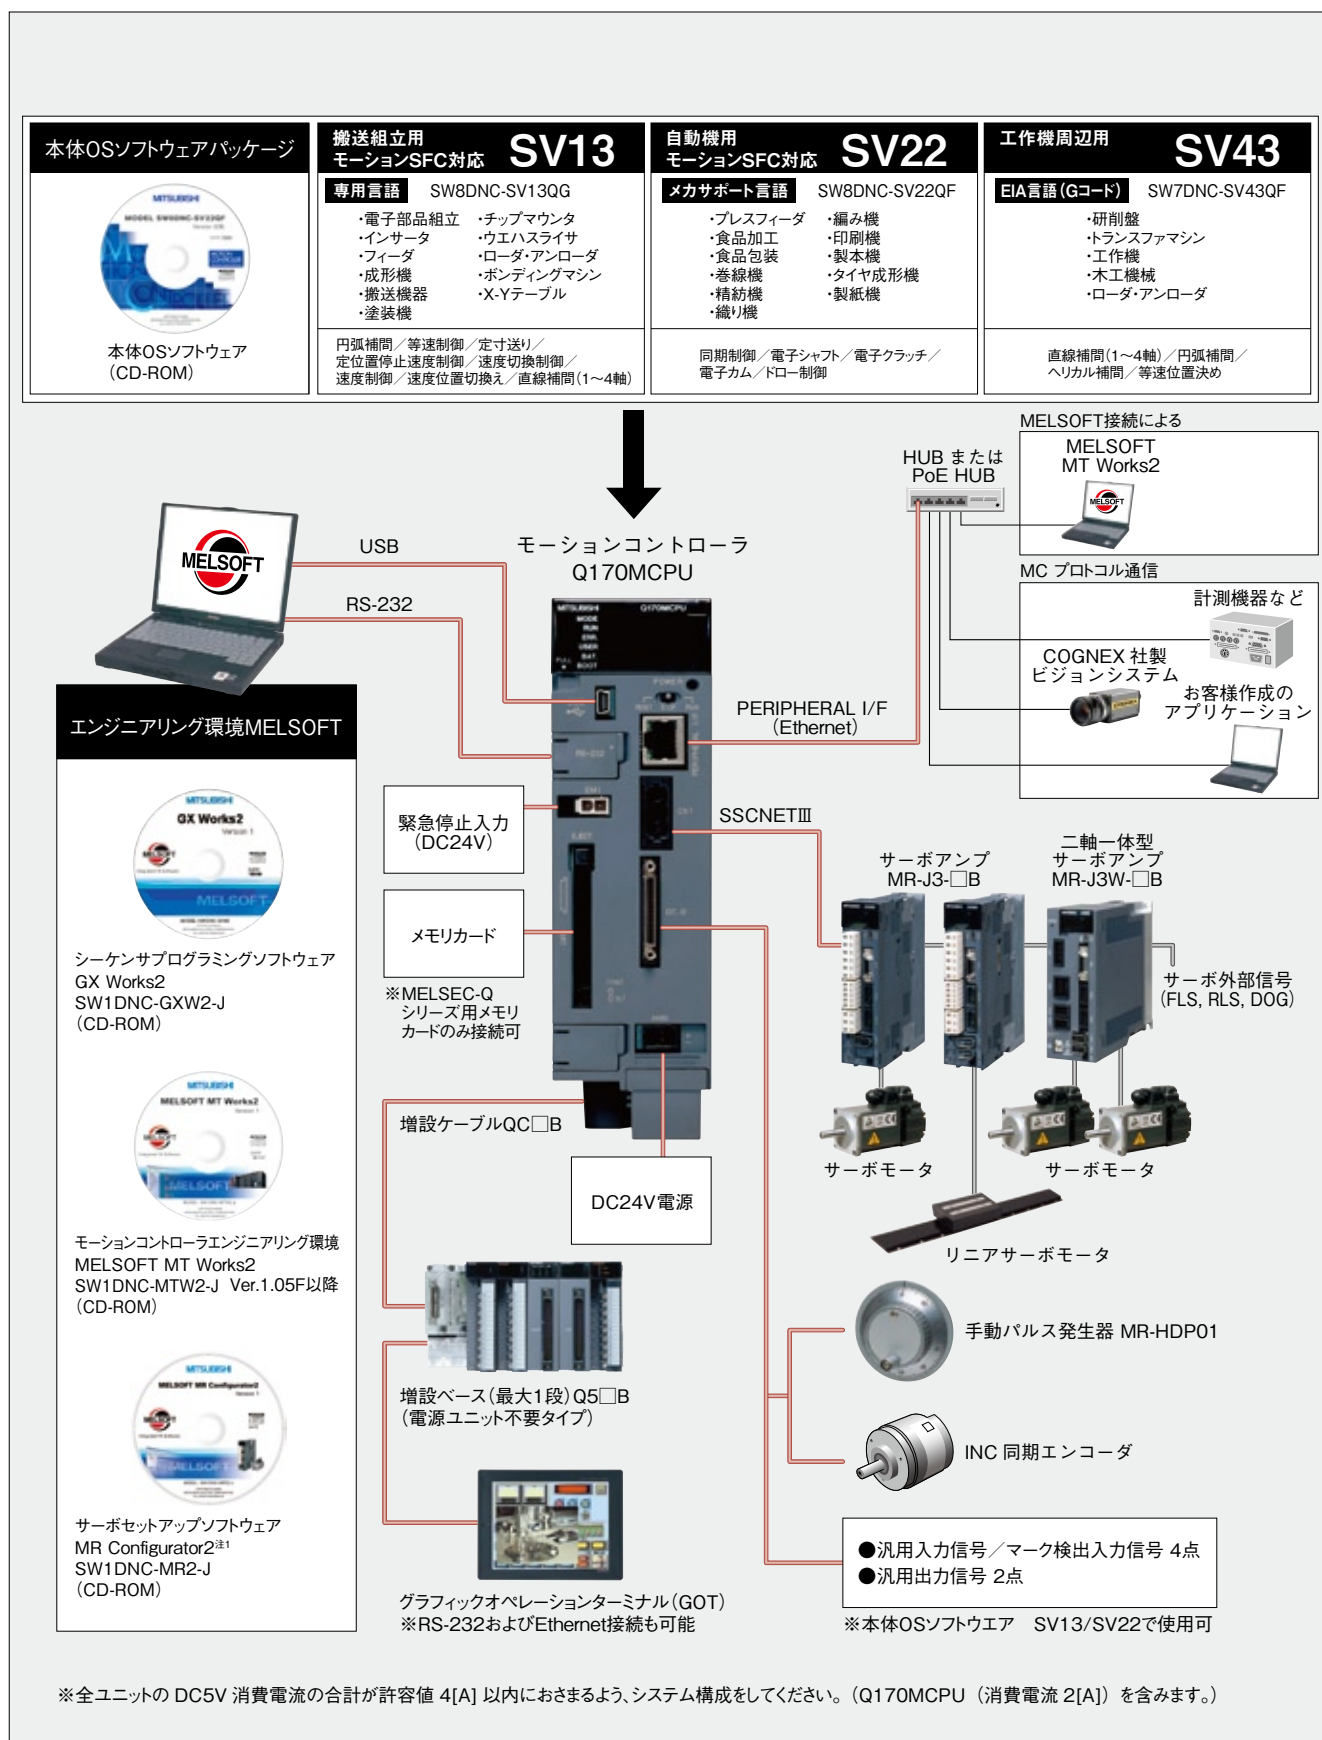 本体OSソフトウェアパッケージ
MITSUBISHI
MODEL SW8DNC-SV22QF
本体OSソフトウェア
(CD-ROM)
搬送組立用
モーションSFC対応 SV13
専用言語 SW8DNC-SV13QG
・電子部品組立 ・チップマウンタ
・インサータ ・ウエハスライサ
・フィーダ ・ローダ・アンローダ
・成形機 ・ボンディングマシン
・搬送機器 ・X-Yテーブル
・塗装機
円弧補間／等速制御／定寸送り／
定位置停止速度制御／速度切換制御／
速度制御／速度位置切換え／直線補間(1～4軸)
自動機用
モーションSFC対応 SV22
メカサポート言語 SW8DNC-SV22QF
・プレスフィーダ ・編み機
・食品加工 ・印刷機
・食品包装 ・製本機
・巻線機 ・タイヤ成形機
・精紡機 ・製紙機
・織り機
同期制御／電子シャフト／電子クラッチ／
電子カム／ドロー制御
工作機周辺用 SV43
EIA言語(Gコード) SW7DNC-SV43QF
・研削盤
・トランスファマシン
・工作機
・木工機械
・ローダ・アンローダ
直線補間(1～4軸)／円弧補間／
ヘリカル補間／等速位置決め
MELSOFT接続による
MELSOFT
MT Works2
MELSOFT
HUB または
PoE HUB
MC プロトコル通信
計測機器など
COGNEX 社製
ビジョンシステム
お客様作成の
アプリケーション
MELSOFT
USB
RS-232
モーションコントローラ
Q170MCPU
MITSUBISHI Q170MCPU
MODE
RUN
ERR.
USER
BAT.
BOOT
PULL
POWER
RS-232
EMI
EJECT
CN1
PERIPHERAL I/F
(Ethernet)
SSCNETⅢ
エンジニアリング環境MELSOFT
MITSUBISHI
GX Works2
Version 1
MELSOFT
シーケンサプログラミングソフトウェア
GX Works2
SW1DNC-GXW2-J
(CD-ROM)
MITSUBISHI
MELSOFT MT Works2
Version 1
MELSOFT
モーションコントローラエンジニアリング環境
MELSOFT MT Works2
SW1DNC-MTW2-J Ver.1.05F以降
(CD-ROM)
MITSUBISHI
MELSOFT MR Configurator2
Version 1
MELSOFT
サーボセットアップソフトウェア
MR Configurator2注1
SW1DNC-MR2-J
(CD-ROM)
緊急停止入力
(DC24V)
メモリカード
※MELSEC-Q
シリーズ用メモリ
カードのみ接続可
増設ケーブルQC□B
DC24V電源
増設ベース(最大1段)Q5□B
(電源ユニット不要タイプ)
グラフィックオペレーションターミナル(GOT)
※RS-232およびEthernet接続も可能
サーボアンプ
MR-J3-□B
二軸一体型
サーボアンプ
MR-J3W-□B
サーボ外部信号
(FLS, RLS, DOG)
サーボモータ
サーボモータ
リニアサーボモータ
手動パルス発生器 MR-HDP01
INC 同期エンコーダ
●汎用入力信号／マーク検出入力信号 4点
●汎用出力信号 2点
※本体OSソフトウエア SV13/SV22で使用可
※全ユニットの DC5V 消費電流の合計が許容値 4[A] 以内におさまるよう、システム構成をしてください。（Q170MCPU（消費電流 2[A]）を含みます。）